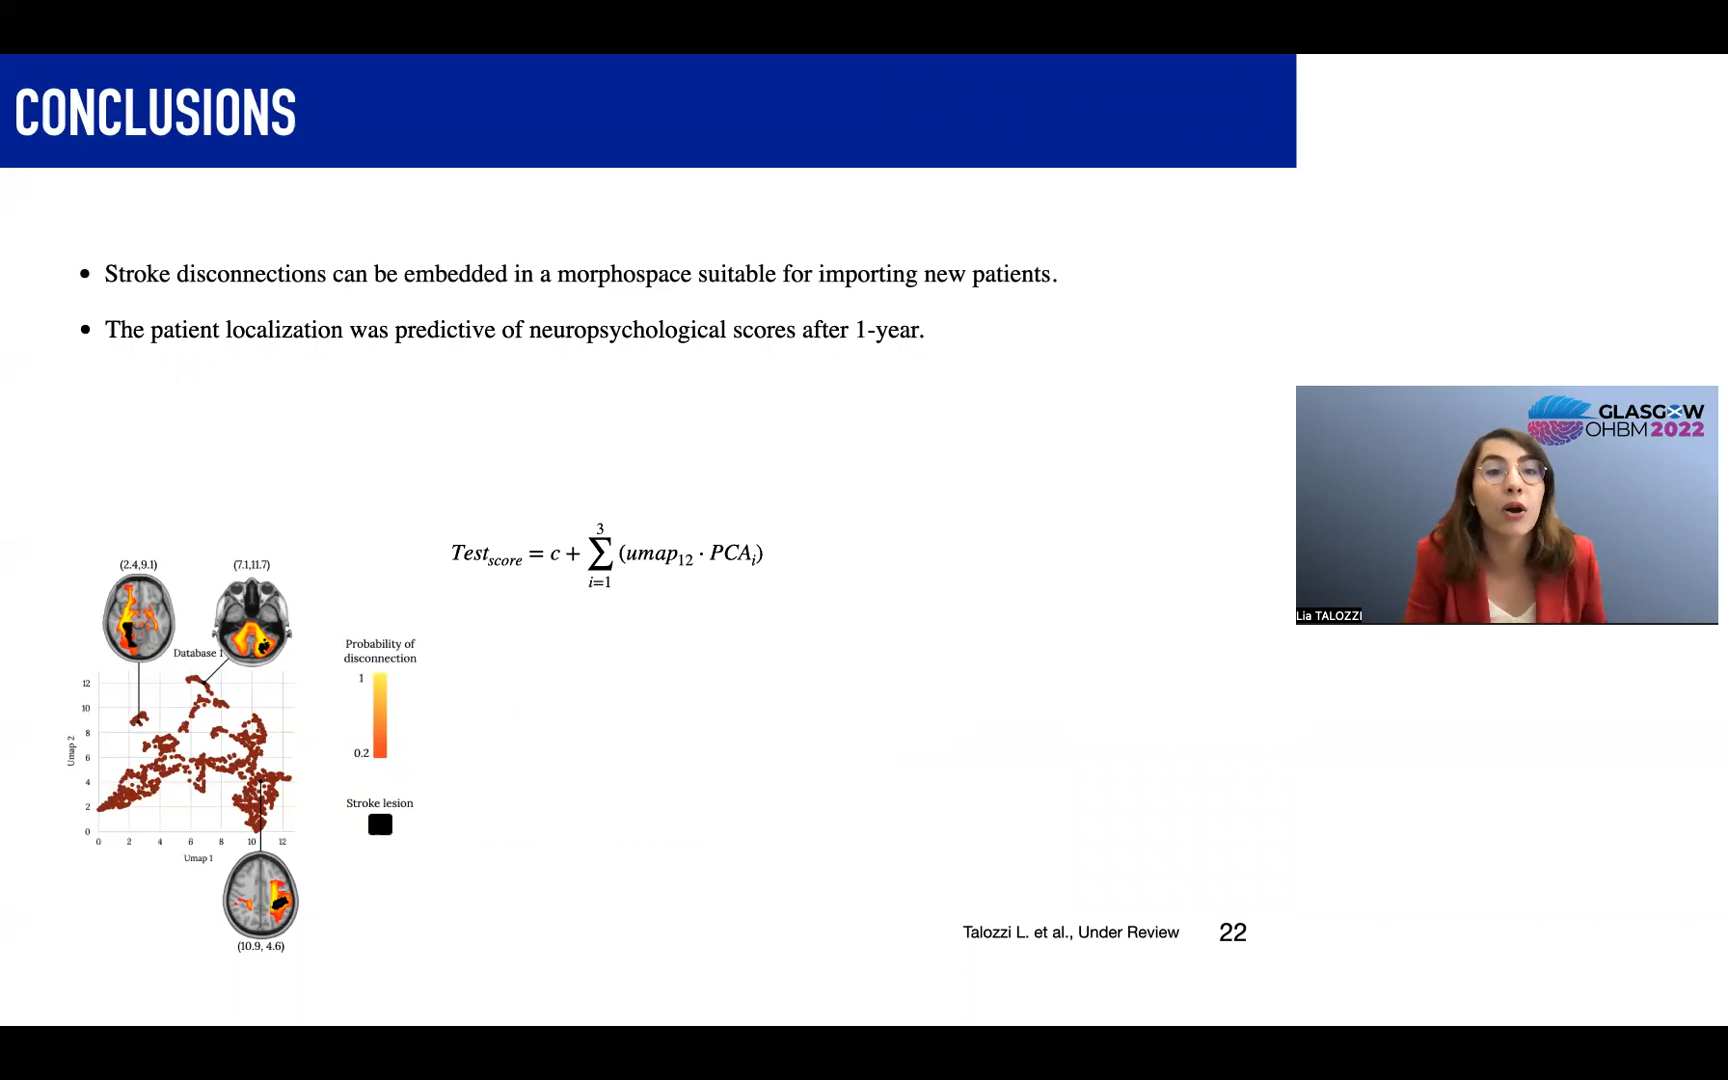 CONCLUSIONS
• Stroke disconnections can be embedded in a morphospace suitable for importing new patients.
• The patient localization was predictive of neuropsychological scores after 1-year.
GLASGOW
OHBM 2022
Lia TALOZZI
Test_score = c + ∑_{i=1}^{3} (umap_12 · PCA_i)
(2.4,9.1)
(7.1,11.7)
Database 1
Probability of
disconnection
1
0.2
Stroke lesion
Umap 2
12
10
8
6
4
2
0
0 2 4 6 8 10 12
Umap 1
(10.9, 4.6)
Talozzi L. et al., Under Review
22